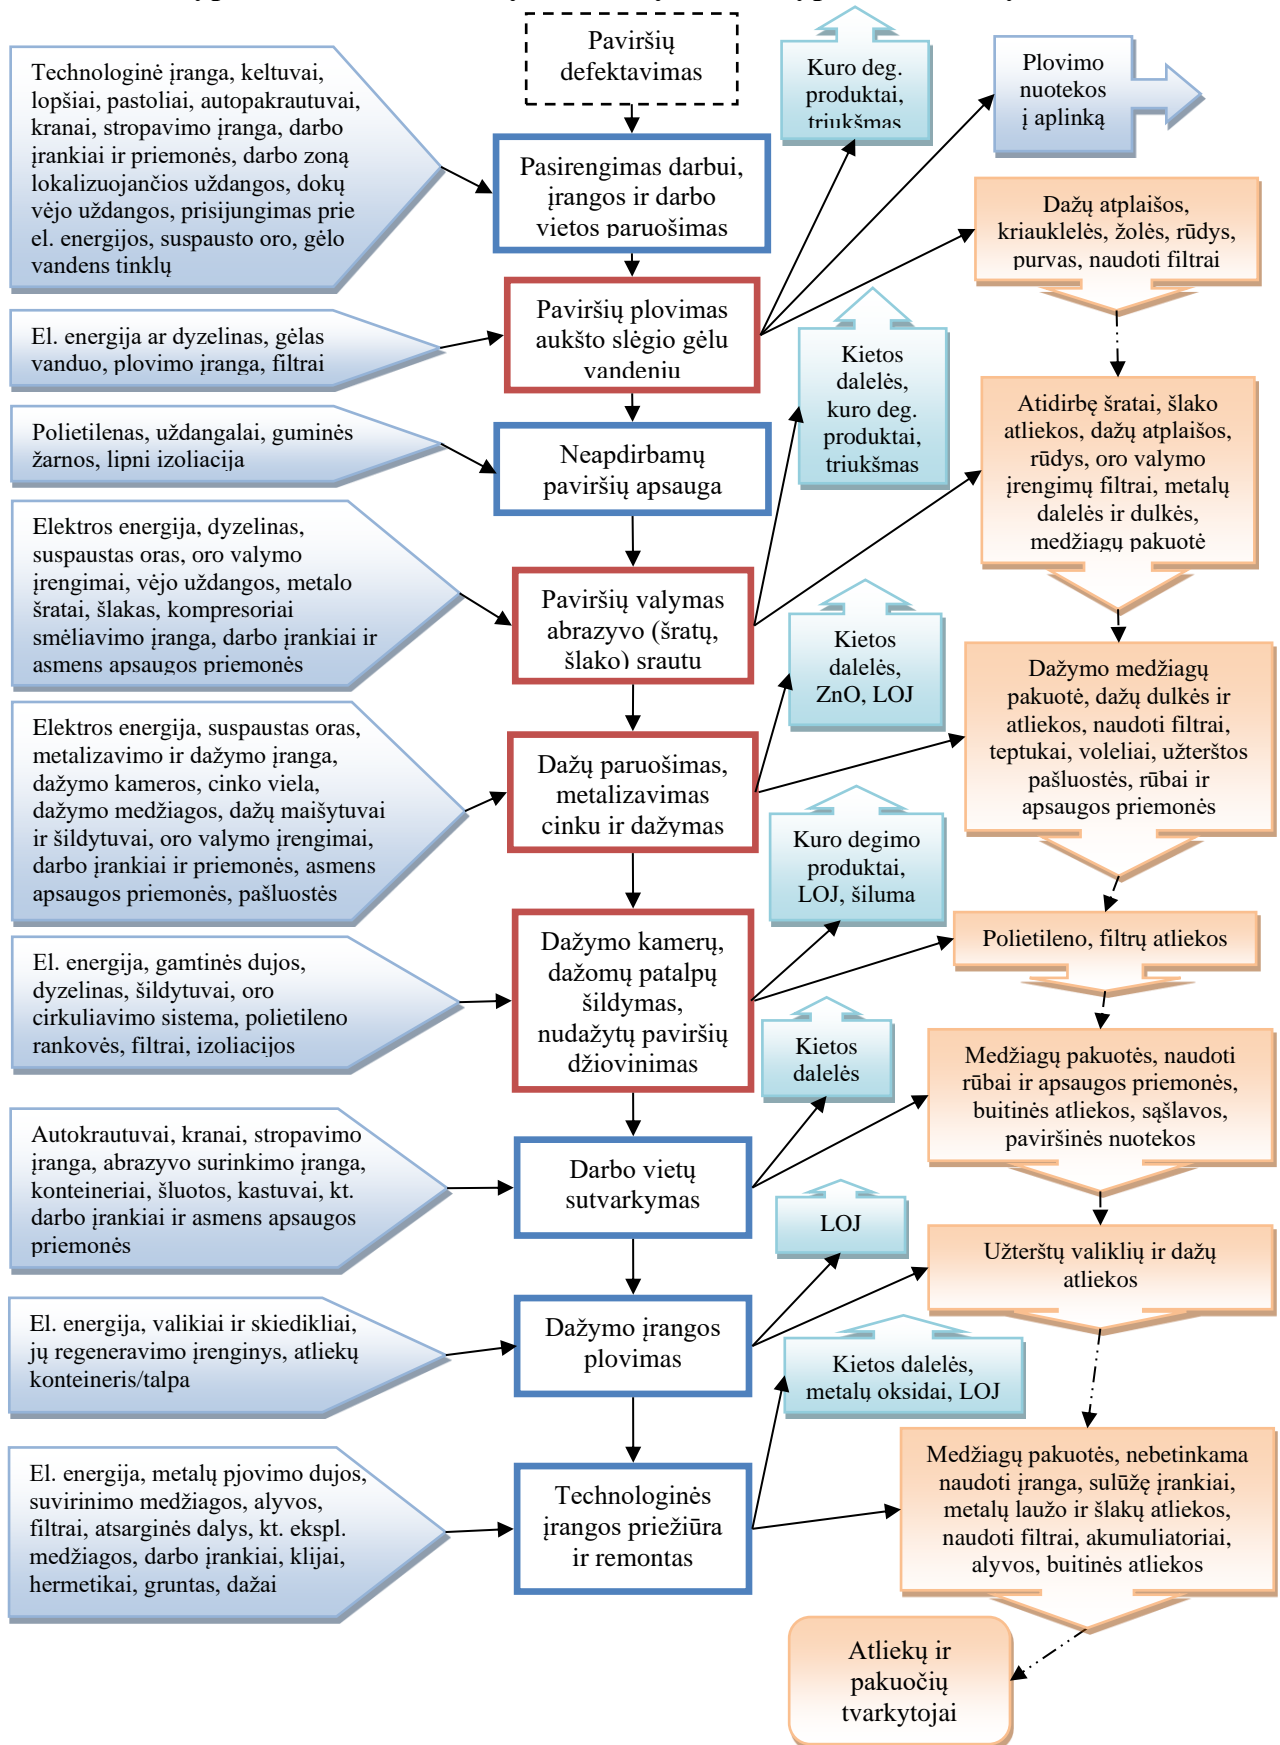 Paviršių
defektavimas
Kuro deg.
produktai,
triukšmas
Plovimo
nuotekos
į aplinką
Technologinė įranga, keltuvai,
lopšiai, pastoliai, autopakrautuvai,
kranai, stropavimo įranga, darbo
įrankiai ir priemonės, darbo zoną
lokalizuojančios uždangos, dokų
vėjo uždangos, prisijungimas prie
el. energijos, suspausto oro, gėlo
vandens tinklų
Pasirengimas darbui,
įrangos ir darbo
vietos paruošimas
Dažų atplaišos,
kriauklelės, žolės, rūdys,
purvas, naudoti filtrai
El. energija ar dyzelinas, gėlas
vanduo, plovimo įranga, filtrai
Paviršių plovimas
aukšto slėgio gėlu
vandeniu
Kietos
dalelės,
kuro deg.
produktai,
triukšmas
Polietilenas, uždangalai, guminės
žarnos, lipni izoliacija
Neapdirbamų
paviršių apsauga
Atidirbę šratai, šlako
atliekos, dažų atplaišos,
rūdys, oro valymo
įrengimų filtrai, metalų
dalelės ir dulkės,
medžiagų pakuotė
Elektros energija, dyzelinas,
suspaustas oras, oro valymo
įrengimai, vėjo uždangos, metalo
šratai, šlakas, kompresoriai
smėliavimo įranga, darbo įrankiai ir
asmens apsaugos priemonės
Paviršių valymas
abrazyvo (šratų,
šlako) srautu
Kietos
dalelės,
ZnO, LOJ
Dažymo medžiagų
pakuotė, dažų dulkės ir
atliekos, naudoti filtrai,
teptukai, voleliai, užterštos
pašluostės, rūbai ir
apsaugos priemonės
Elektros energija, suspaustas oras,
metalizavimo ir dažymo įranga,
dažymo kameros, cinko viela,
dažymo medžiagos, dažų maišytuvai
ir šildytuvai, oro valymo įrengimai,
darbo įrankiai ir priemonės, asmens
apsaugos priemonės, pašluostės
Dažų paruošimas,
metalizavimas
cinku ir dažymas
Kuro degimo
produktai,
LOJ, šiluma
Polietileno, filtrų atliekos
El. energija, gamtinės dujos,
dyzelinas, šildytuvai, oro
cirkuliavimo sistema, polietileno
rankovės, filtrai, izoliacijos
Dažymo kamerų,
dažomų patalpų
šildymas,
nudažytų paviršių
džiovinimas
Kietos
dalelės
Medžiagų pakuotės, naudoti
rūbai ir apsaugos priemonės,
buitinės atliekos, sąšlavos,
paviršinės nuotekos
Autokrautuvai, kranai, stropavimo
įranga, abrazyvo surinkimo įranga,
konteineriai, šluotos, kastuvai, kt.
darbo įrankiai ir asmens apsaugos
priemonės
Darbo vietų
sutvarkymas
LOJ
Užterštų valiklių ir dažų
atliekos
El. energija, valikiai ir skiedikliai,
jų regeneravimo įrenginys, atliekų
konteineris/talpa
Dažymo įrangos
plovimas
Kietos dalelės,
metalų oksidai, LOJ
El. energija, metalų pjovimo dujos,
suvirinimo medžiagos, alyvos,
filtrai, atsarginės dalys, kt. ekspl.
medžiagos, darbo įrankiai, klijai,
hermetikai, gruntas, dažai
Technologinės
įrangos priežiūra
ir remontas
Medžiagų pakuotės, nebetinkama
naudoti įranga, sulūžę įrankiai,
metalų laužo ir šlakų atliekos,
naudoti filtrai, akumuliatoriai,
alyvos, buitinės atliekos
Atliekų ir
pakuočių
tvarkytojai